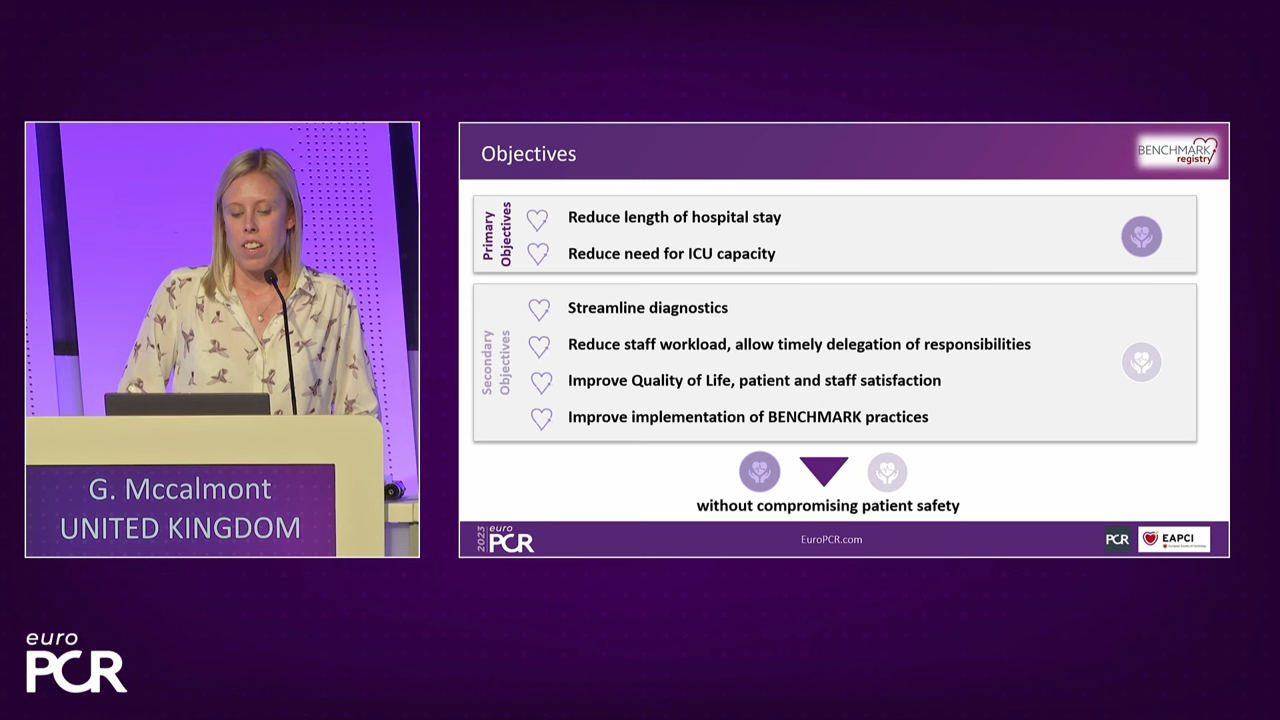 G. Mccalmont
UNITED KINGDOM
euro
PCR
Objectives
BENCHMARK
registry
Primary
Objectives
Reduce length of hospital stay
Reduce need for ICU capacity
Secondary
Objectives
Streamline diagnostics
Reduce staff workload, allow timely delegation of responsibilities
Improve Quality of Life, patient and staff satisfaction
Improve implementation of BENCHMARK practices
without compromising patient safety
2023
euro
PCR
EuroPCR.com
PCR
EAPCI